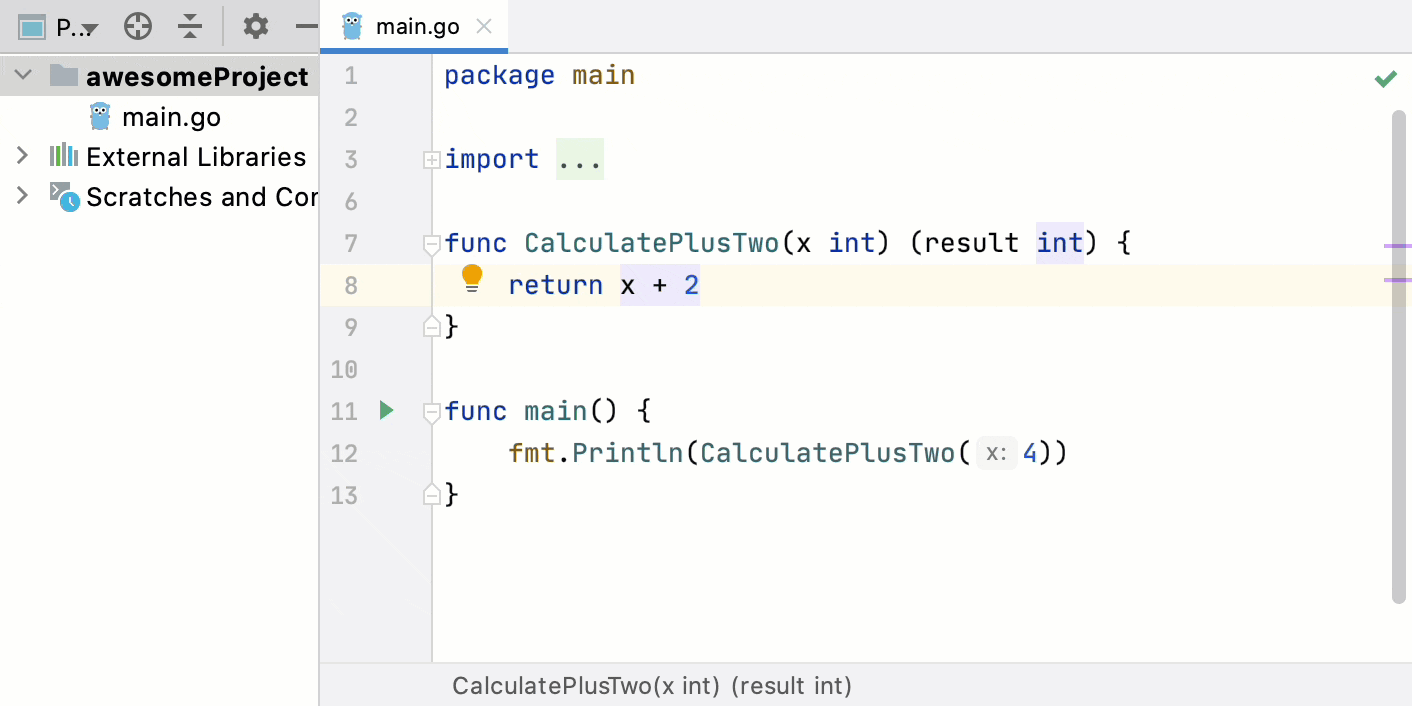 P...
awesomeProject
main.go
External Libraries
Scratches and Cor
main.go
1 package main
2
3 import ...
6
7 func CalculatePlusTwo(x int) (result int) {
8 return x + 2
9 }
10
11 func main() {
12 fmt.Println(CalculatePlusTwo( x: 4))
13 }
CalculatePlusTwo(x int) (result int)